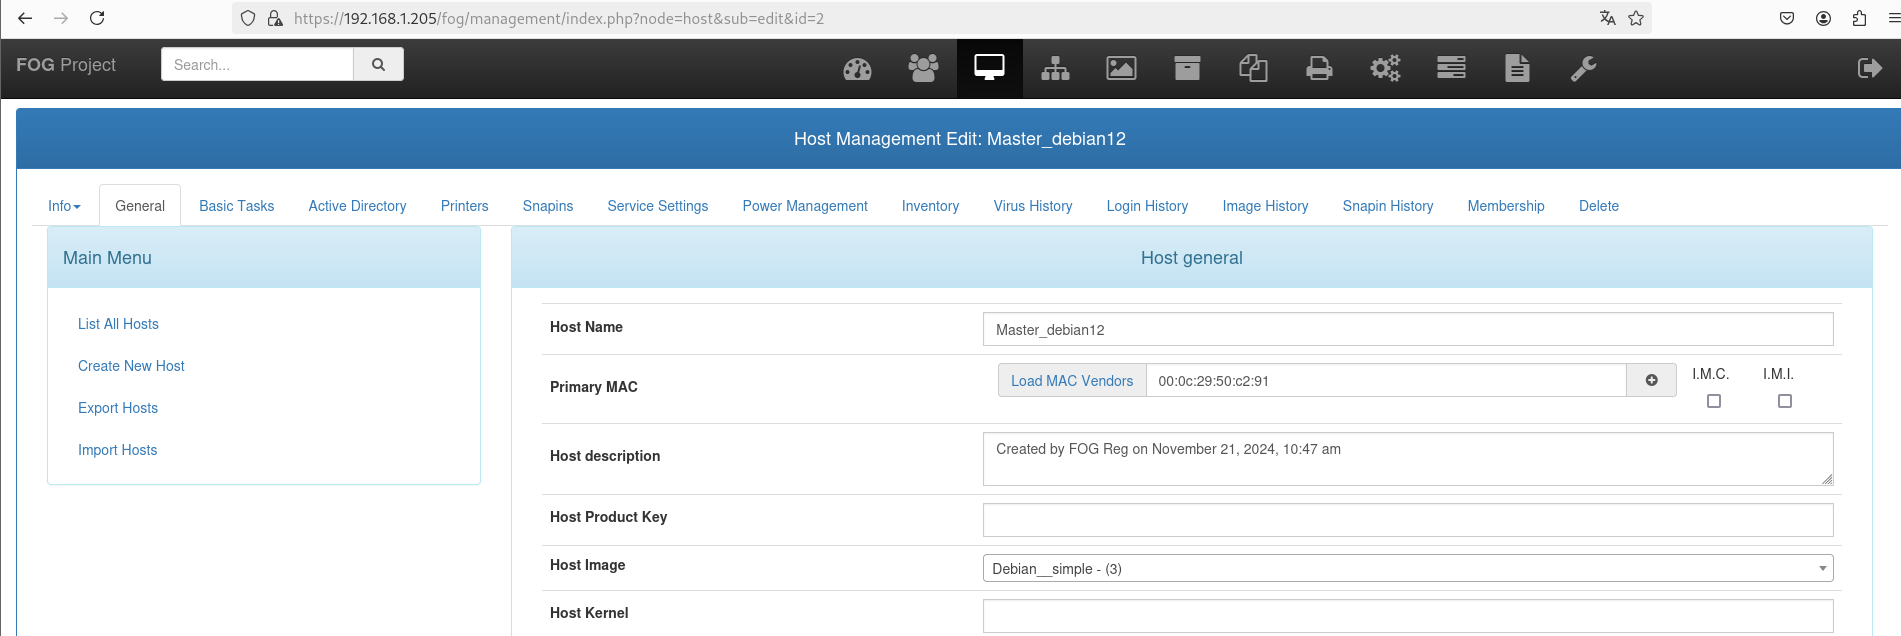 https://192.168.1.205/fog/management/index.php?node=host&sub=edit&id=2
FOG Project
Search...
Host Management Edit: Master_debian12
Info General Basic Tasks Active Directory Printers Snapins Service Settings Power Management Inventory Virus History Login History Image History Snapin History Membership Delete
Main Menu
List All Hosts
Create New Host
Export Hosts
Import Hosts
Host general
Host Name Master_debian12
Primary MAC Load MAC Vendors 00:0c:29:50:c2:91 I.M.C. I.M.I.
Host description Created by FOG Reg on November 21, 2024, 10:47 am
Host Product Key
Host Image Debian__simple - (3)
Host Kernel